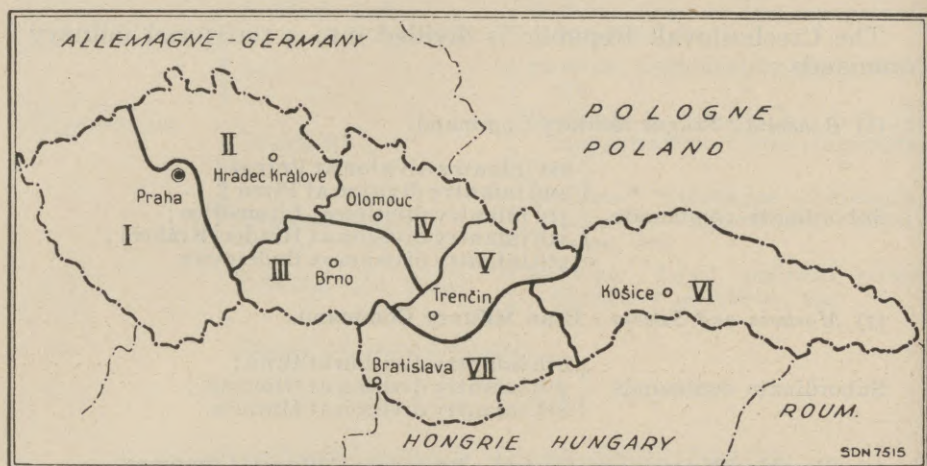 ALLEMAGNE - GERMANY
POLOGNE
POLAND
II
Hradec Králové
Praha
Olomouc
IV
I
III
Brno
V
Trenčin
Košice
VI
Bratislava
VII
ROUM.
HONGRIE HUNGARY
SDN 7515